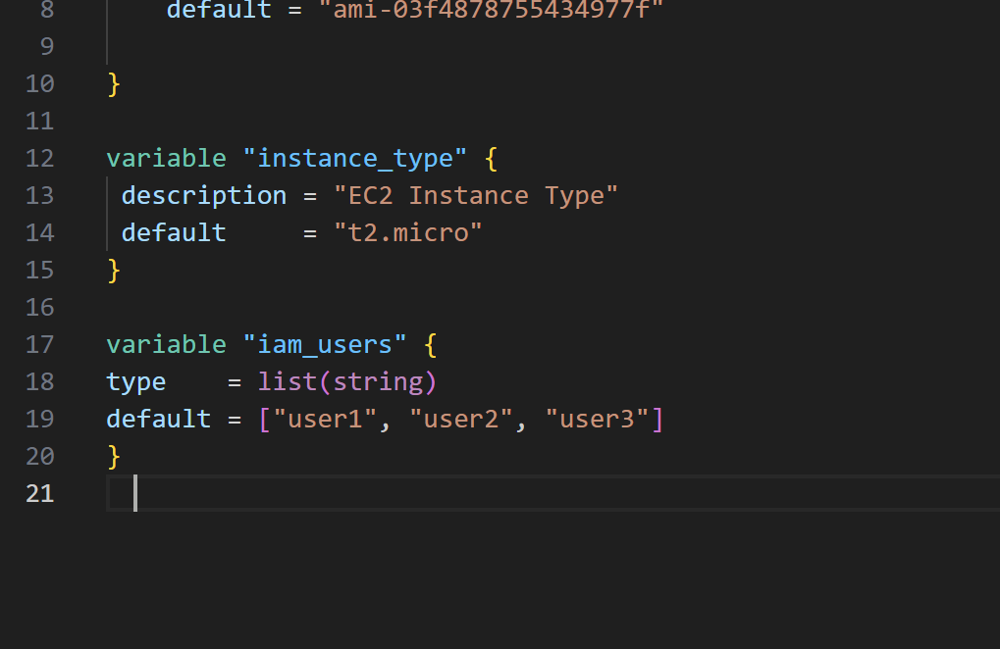 8 default = "ami-03f4878755434977f"
9
10 }
11
12 variable "instance_type" {
13 description = "EC2 Instance Type"
14 default     = "t2.micro"
15 }
16
17 variable "iam_users" {
18 type    = list(string)
19 default = ["user1", "user2", "user3"]
20 }
21